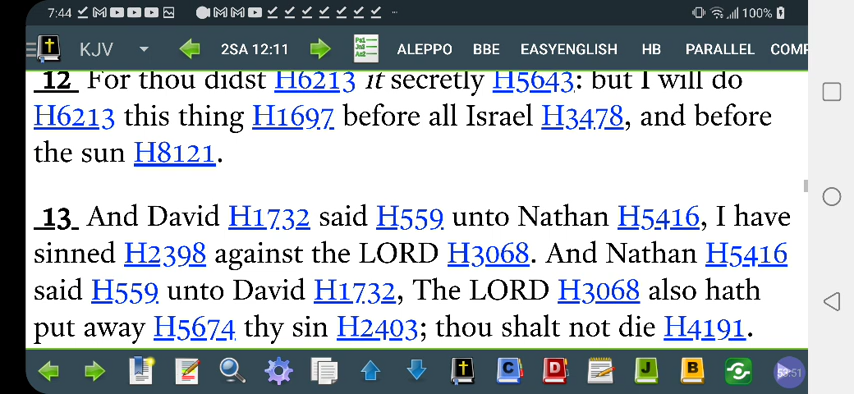 7:44 100%
KJV 2SA 12:11 Ps1 Jn3 As2 ALEPPO BBE EASYENGLISH HB PARALLEL COMP
12 For thou didst H6213 it secretly H5643: but I will do
H6213 this thing H1697 before all Israel H3478, and before
the sun H8121.
13 And David H1732 said H559 unto Nathan H5416, I have
sinned H2398 against the LORD H3068. And Nathan H5416
said H559 unto David H1732, The LORD H3068 also hath
put away H5674 thy sin H2403; thou shalt not die H4191.
C D J B